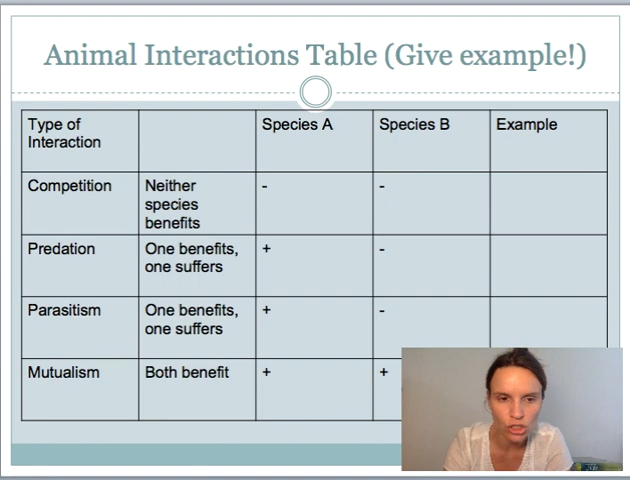 Animal Interactions Table (Give example!)
Type of Interaction Species A Species B Example
Competition Neither species benefits - -
Predation One benefits, one suffers + -
Parasitism One benefits, one suffers + -
Mutualism Both benefit + +